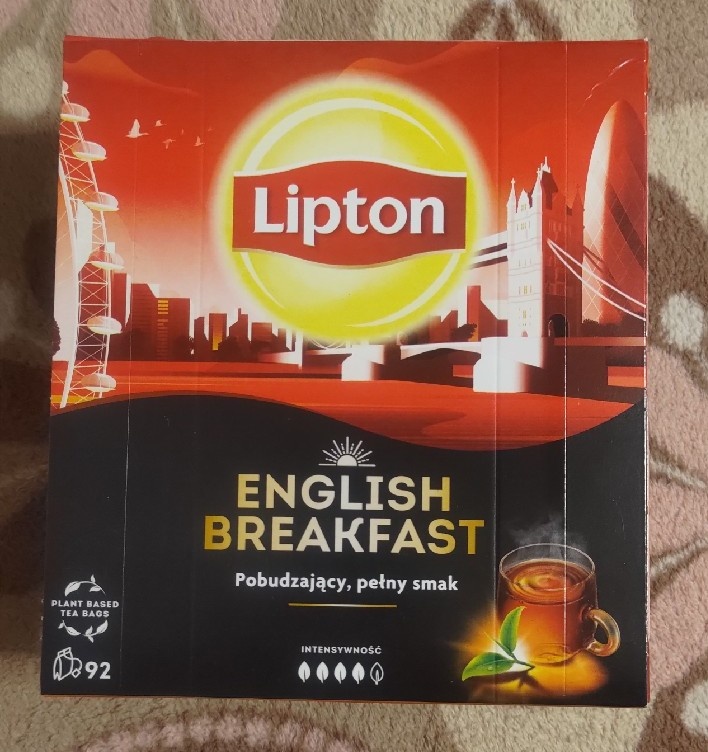 Lipton
ENGLISH
BREAKFAST
Pobudzający, pełny smak
PLANT BASED
TEA BAGS
92
INTENSYWNOŚĆ